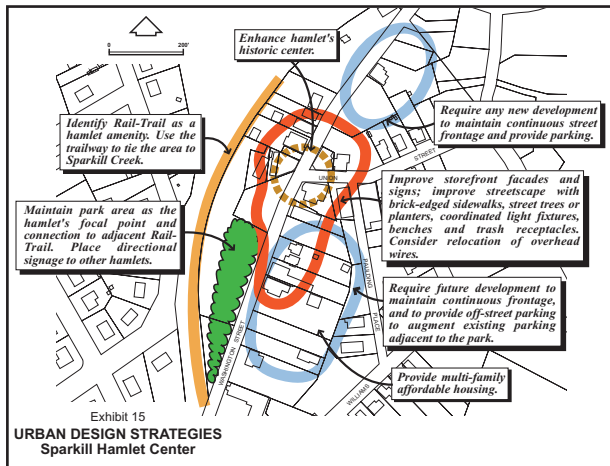 0
200'
Enhance hamlet's
historic center.
Identify Rail-Trail as a
hamlet amenity. Use the
trailway to tie the area to
Sparkill Creek.
Require any new development
to maintain continuous street
frontage and provide parking.
UNION
STREET
Improve storefront facades and
signs; improve streetscape with
brick-edged sidewalks, street trees or
planters, coordinated light fixtures,
benches and trash receptacles.
Consider relocation of overhead
wires.
Maintain park area as the
hamlet's focal point and
connection to adjacent Rail-
Trail. Place directional
signage to other hamlets.
Require future development to
maintain continuous frontage,
and to provide off-street parking
to augment existing parking
adjacent to the park.
PLACE
WASHINGTON STREET
Provide multi-family
affordable housing.
Exhibit 15
URBAN DESIGN STRATEGIES
Sparkill Hamlet Center